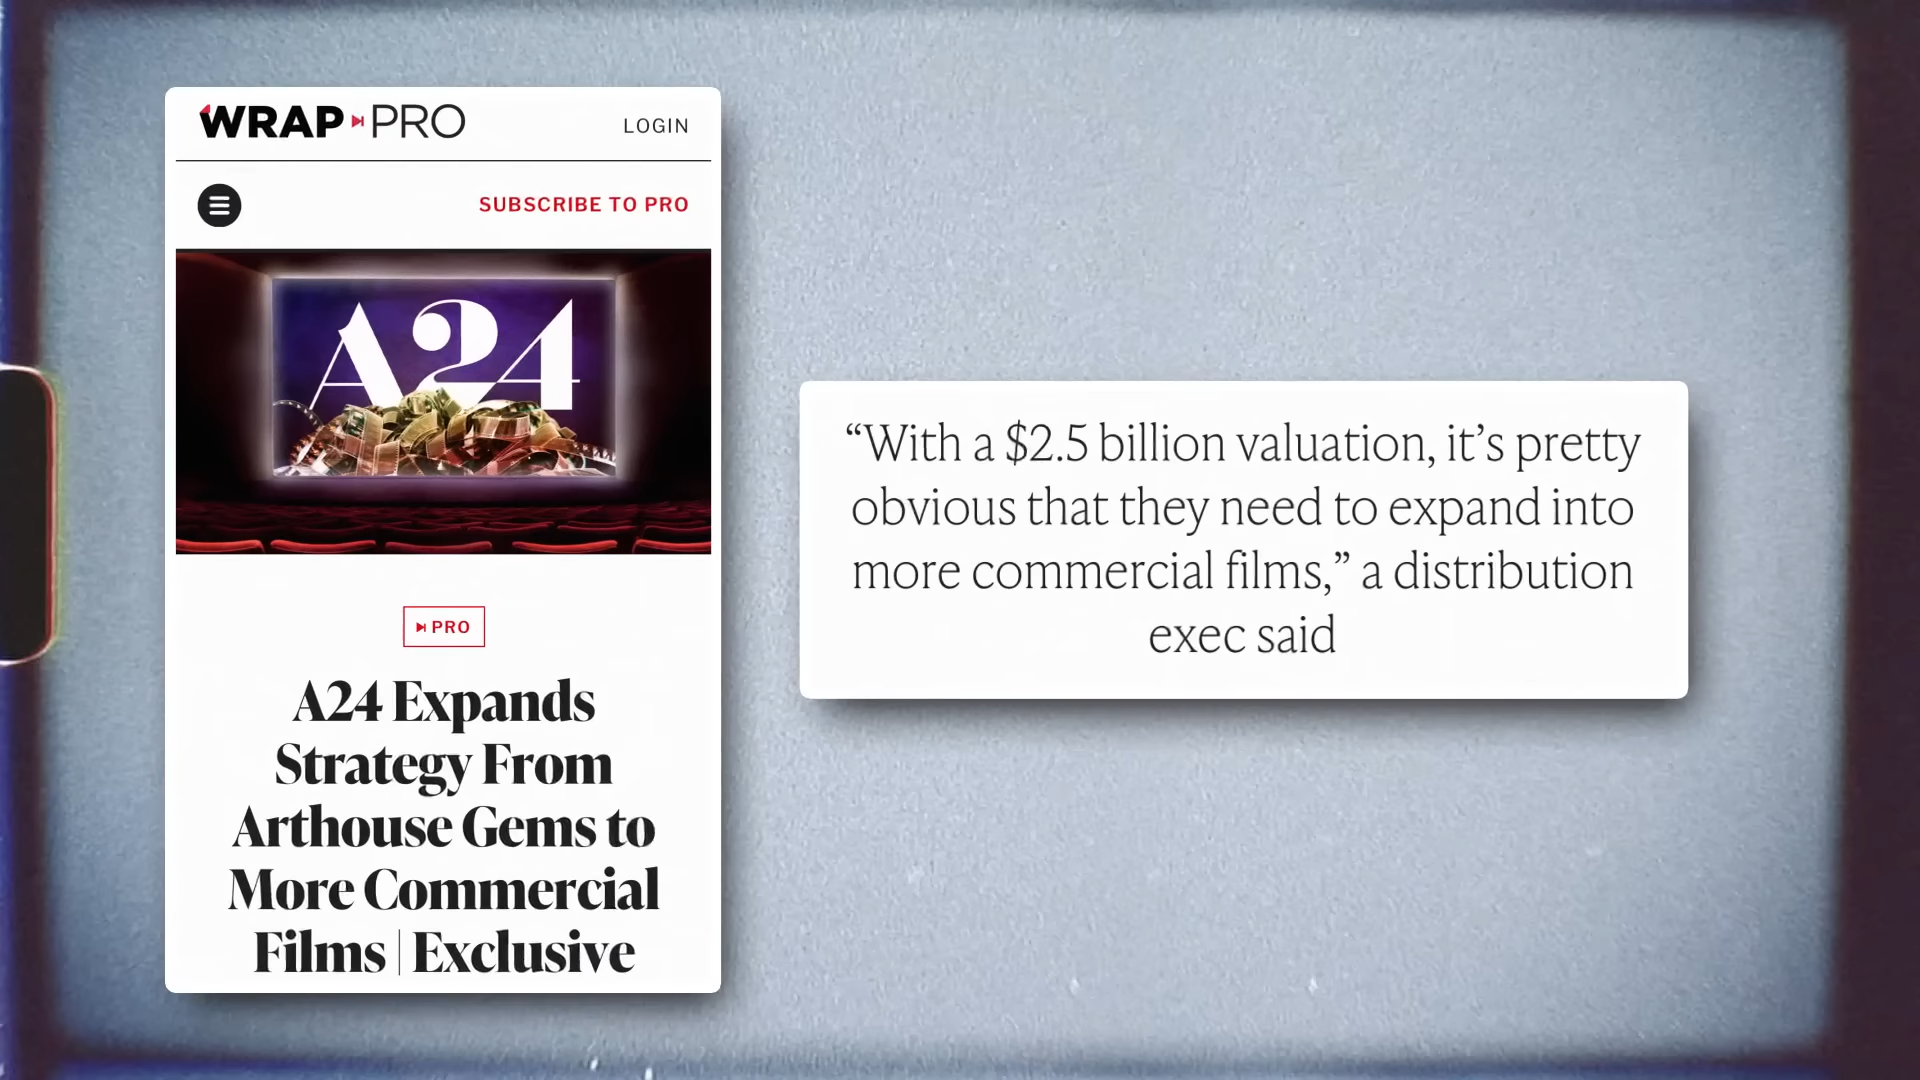 WRAP PRO
LOGIN
SUBSCRIBE TO PRO
A24
PRO
A24 Expands
Strategy From
Arthouse Gems to
More Commercial
Films | Exclusive
“With a $2.5 billion valuation, it’s pretty
obvious that they need to expand into
more commercial films,” a distribution
exec said